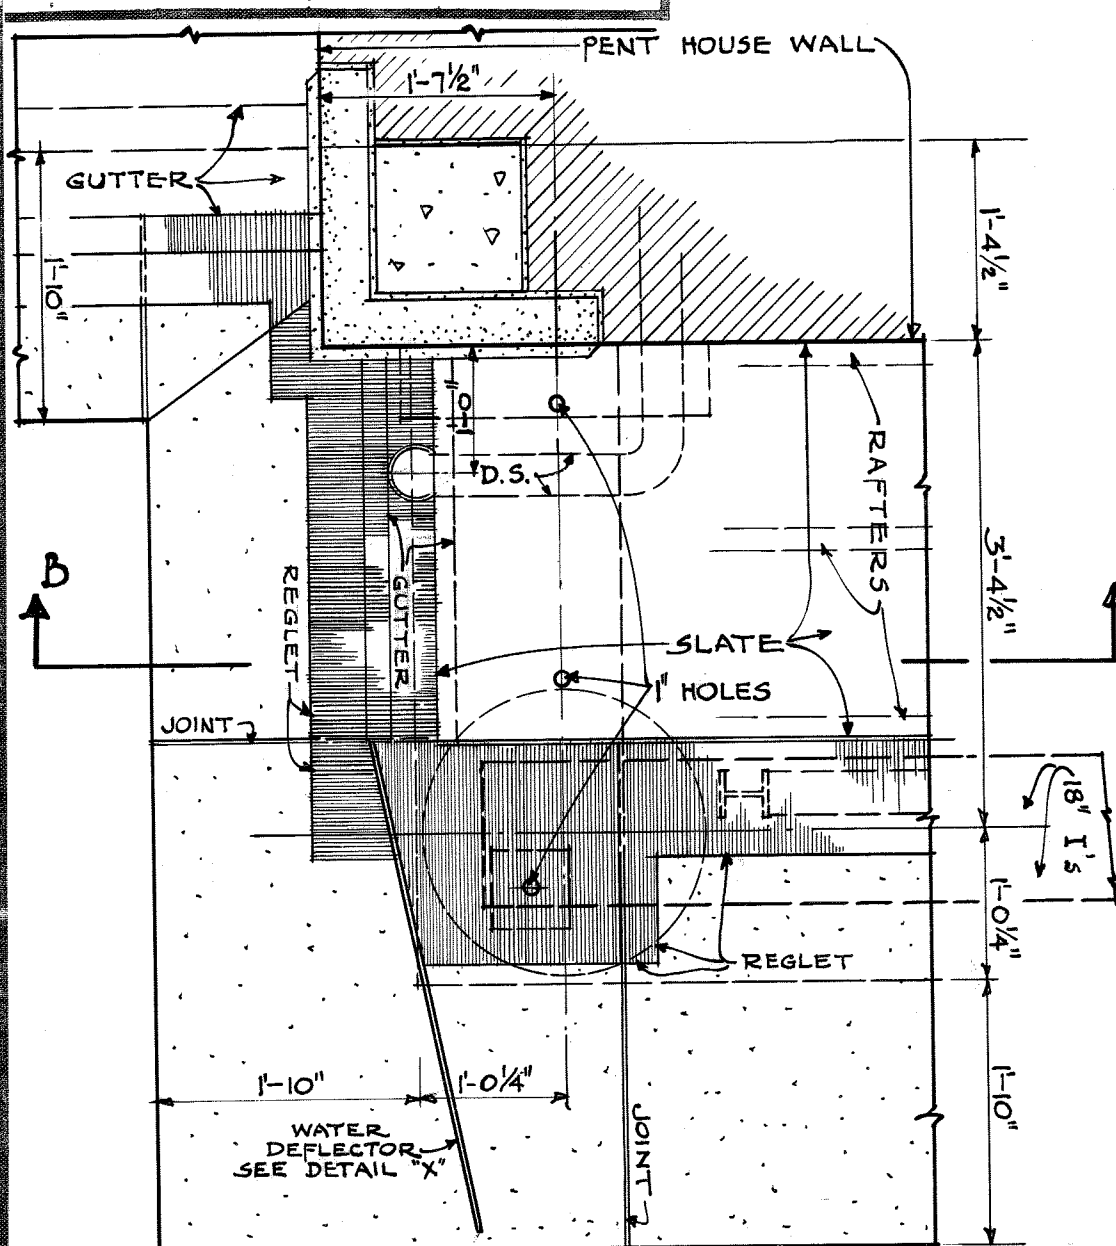 PENT HOUSE WALL
1'-7½"
GUTTER
1'-4½"
1'-10"
1'-0"
D.S.
RAFTERS
3'-4½"
B
REGLET
GUTTER
SLATE
1" HOLES
JOINT
18" I's
1'-0¼"
REGLET
1'-10"
1'-0¼"
1'-10"
JOINT
WATER
DEFLECTOR
SEE DETAIL "X"